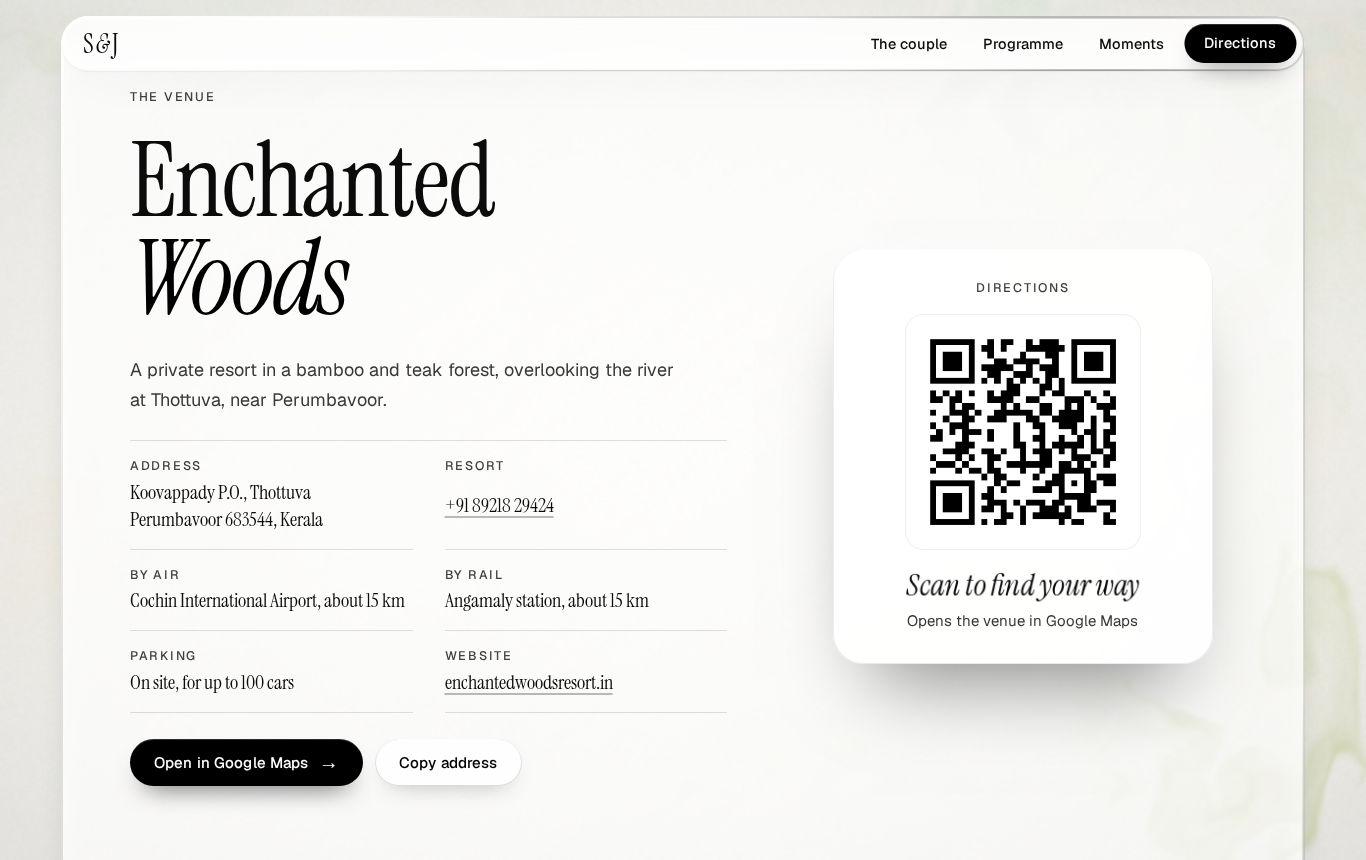 S&J
The couple
Programme
Moments
Directions
THE VENUE
Enchanted
Woods
A private resort in a bamboo and teak forest, overlooking the river
at Thottuva, near Perumbavoor.
ADDRESS
Koovappady P.O., Thottuva
Perumbavoor 683544, Kerala
RESORT
+91 89218 29424
BY AIR
Cochin International Airport, about 15 km
BY RAIL
Angamaly station, about 15 km
PARKING
On site, for up to 100 cars
WEBSITE
enchantedwoodsresort.in
Open in Google Maps →
Copy address
DIRECTIONS
Scan to find your way
Opens the venue in Google Maps